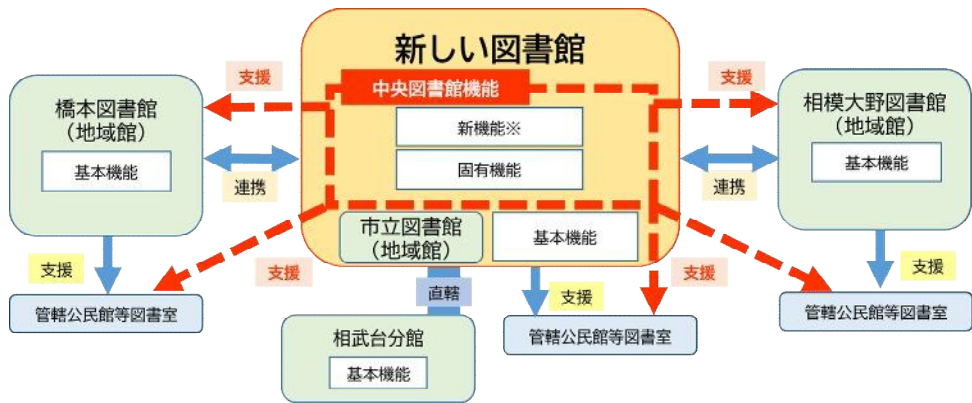 新しい図書館
中央図書館機能
新機能※
固有機能
市立図書館
（地域館）
基本機能
支援
橋本図書館
（地域館）
基本機能
連携
支援
相模大野図書館
（地域館）
基本機能
連携
支援
支援
管轄公民館等図書室
直轄
相武台分館
基本機能
支援
支援
管轄公民館等図書室
支援
管轄公民館等図書室